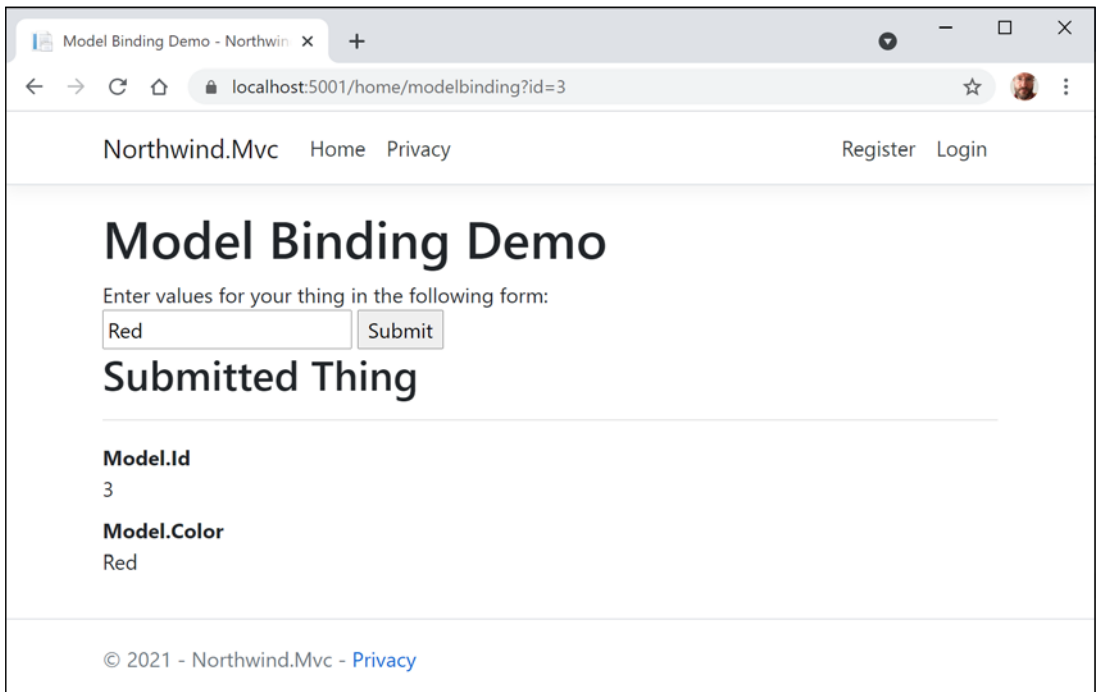 Model Binding Demo - Northwin
localhost:5001/home/modelbinding?id=3
Northwind.Mvc Home Privacy Register Login
Model Binding Demo
Enter values for your thing in the following form:
Red Submit
Submitted Thing
Model.Id
3
Model.Color
Red
© 2021 - Northwind.Mvc - Privacy